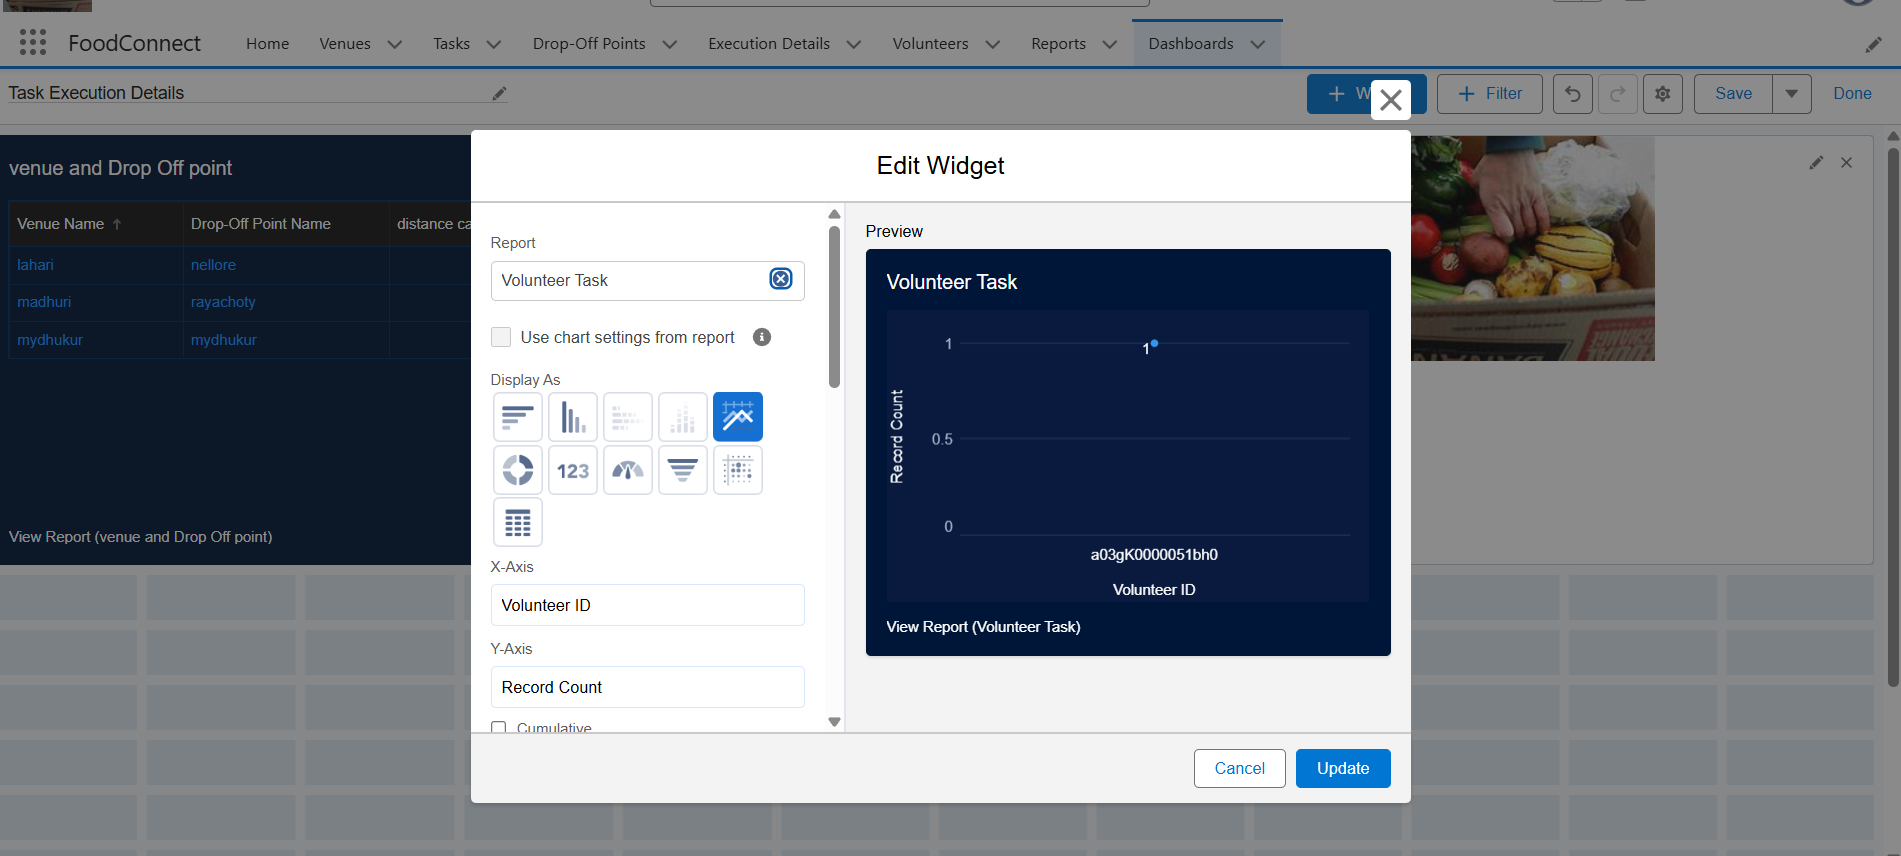 FoodConnect
Home
Venues
Tasks
Drop-Off Points
Execution Details
Volunteers
Reports
Dashboards
Task Execution Details
+ Filter
Save
Done
venue and Drop Off point
Venue Name ↑
Drop-Off Point Name
distance ca
lahari
nellore
madhuri
rayachoty
mydhukur
mydhukur
View Report (venue and Drop Off point)
Edit Widget
Report
Volunteer Task
Use chart settings from report
Display As
123
X-Axis
Volunteer ID
Y-Axis
Record Count
Cumulative
Preview
Volunteer Task
1
1
Record Count
0.5
0
a03gK0000051bh0
Volunteer ID
View Report (Volunteer Task)
Cancel
Update